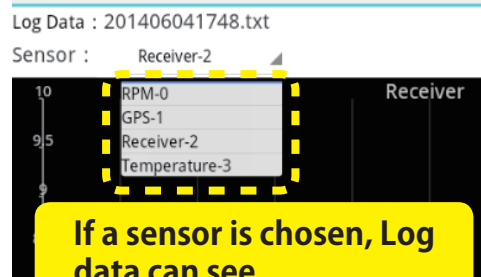 Log Data : 201406041748.txt
Sensor : Receiver-2
10 Receiver
RPM-0
GPS-1
9,5 Receiver-2
Temperature-3
9
If a sensor is chosen, Log
data can see